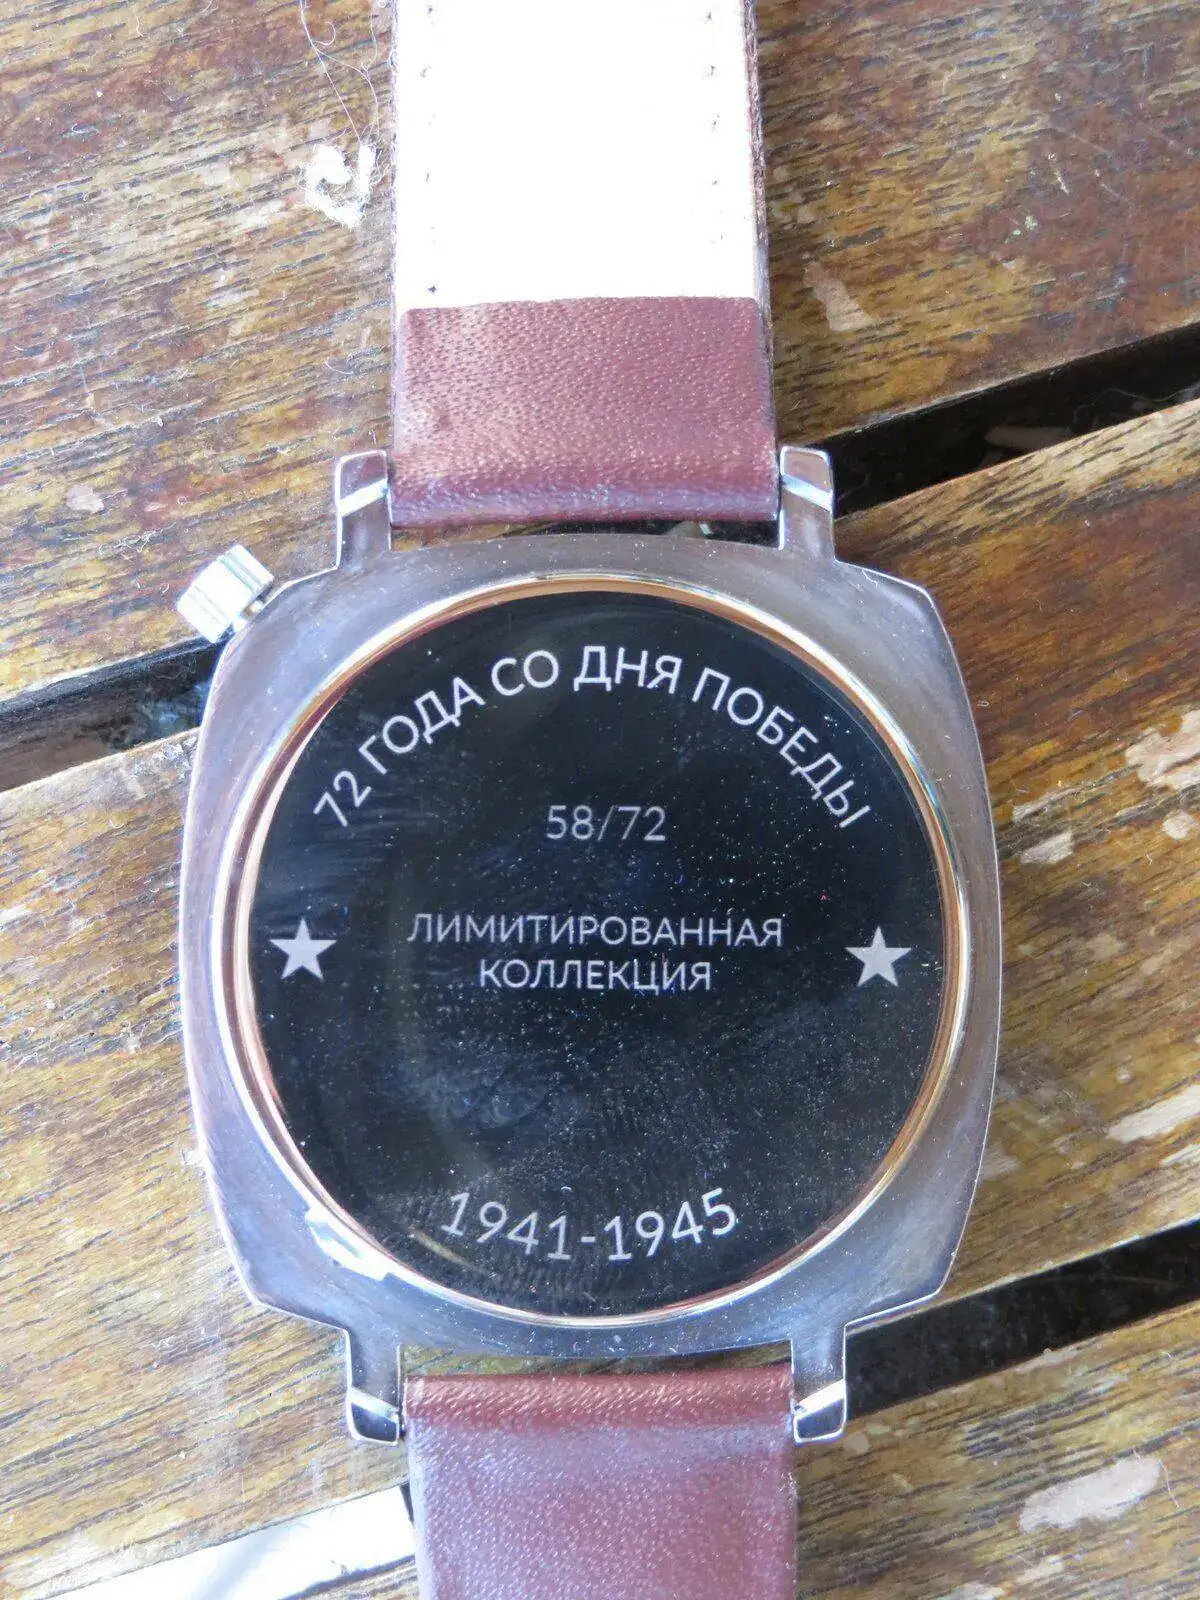 72 ГОДА СО ДНЯ ПОБЕДЫ
58/72
ЛИМИТИРОВАННАЯ
КОЛЛЕКЦИЯ
1941-1945